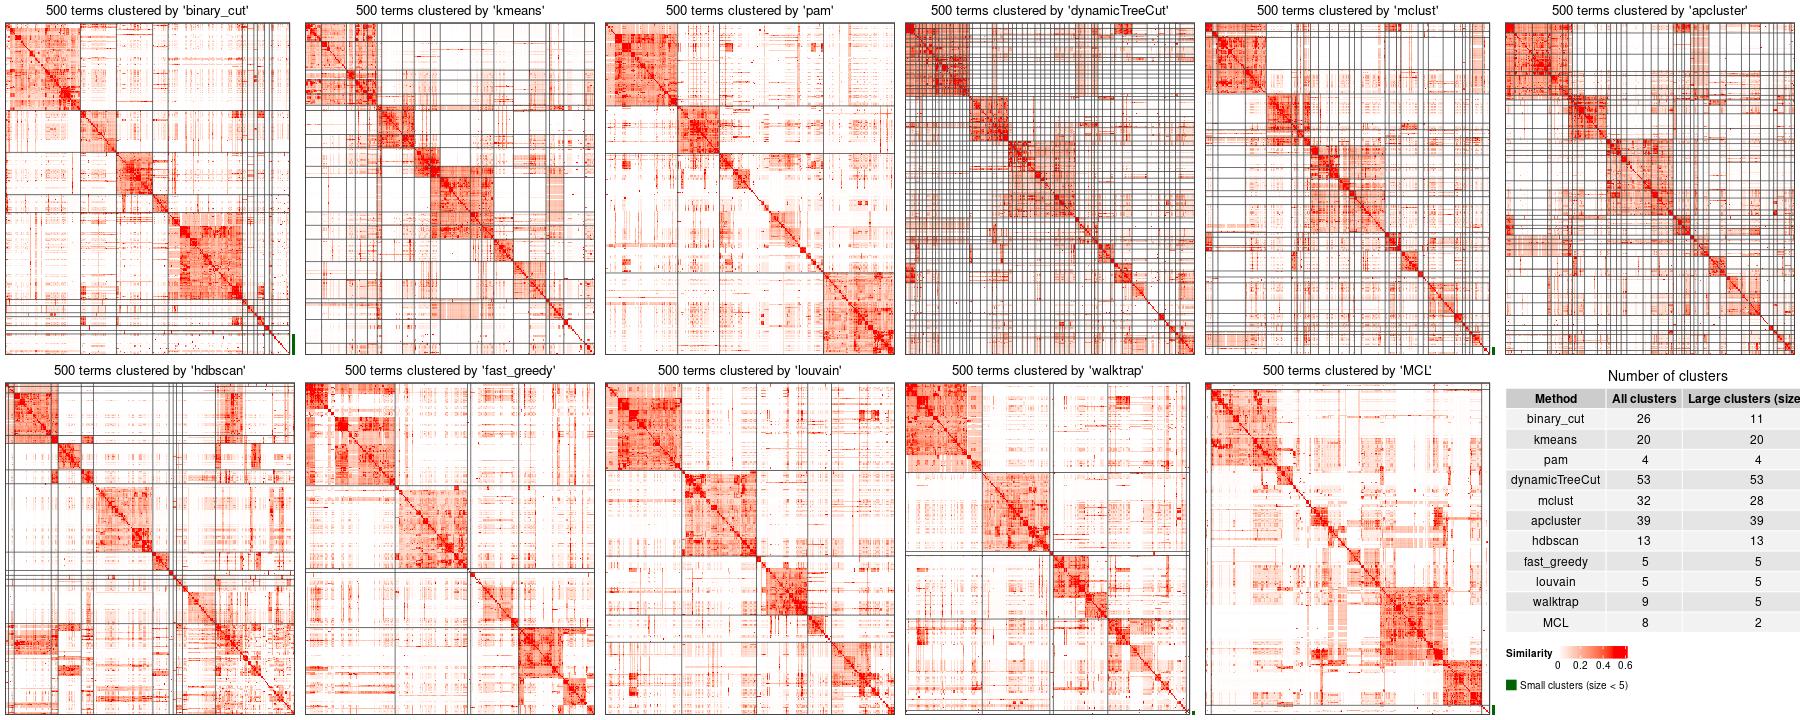 500 terms clustered by 'binary_cut'
500 terms clustered by 'kmeans'
500 terms clustered by 'pam'
500 terms clustered by 'dynamicTreeCut'
500 terms clustered by 'mclust'
500 terms clustered by 'apcluster'
500 terms clustered by 'hdbscan'
500 terms clustered by 'fast_greedy'
500 terms clustered by 'louvain'
500 terms clustered by 'walktrap'
500 terms clustered by 'MCL'
Number of clusters
Method All clusters Large clusters (size
binary_cut 26 11
kmeans 20 20
pam 4 4
dynamicTreeCut 53 53
mclust 32 28
apcluster 39 39
hdbscan 13 13
fast_greedy 5 5
louvain 5 5
walktrap 9 5
MCL 8 2
Similarity
0 0.2 0.4 0.6
Small clusters (size < 5)